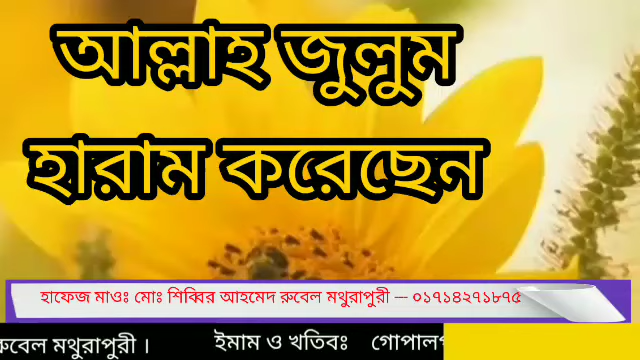 আল্লাহ জুলুম
হারাম করেছেন
হাফেজ মাওঃ মোঃ শিব্বির আহমেদ রুবেল মথুরাপুরী — ০১৭১৪২৭১৮৭৫
রুবেল মথুরাপুরী । ইমাম ও খতিবঃ